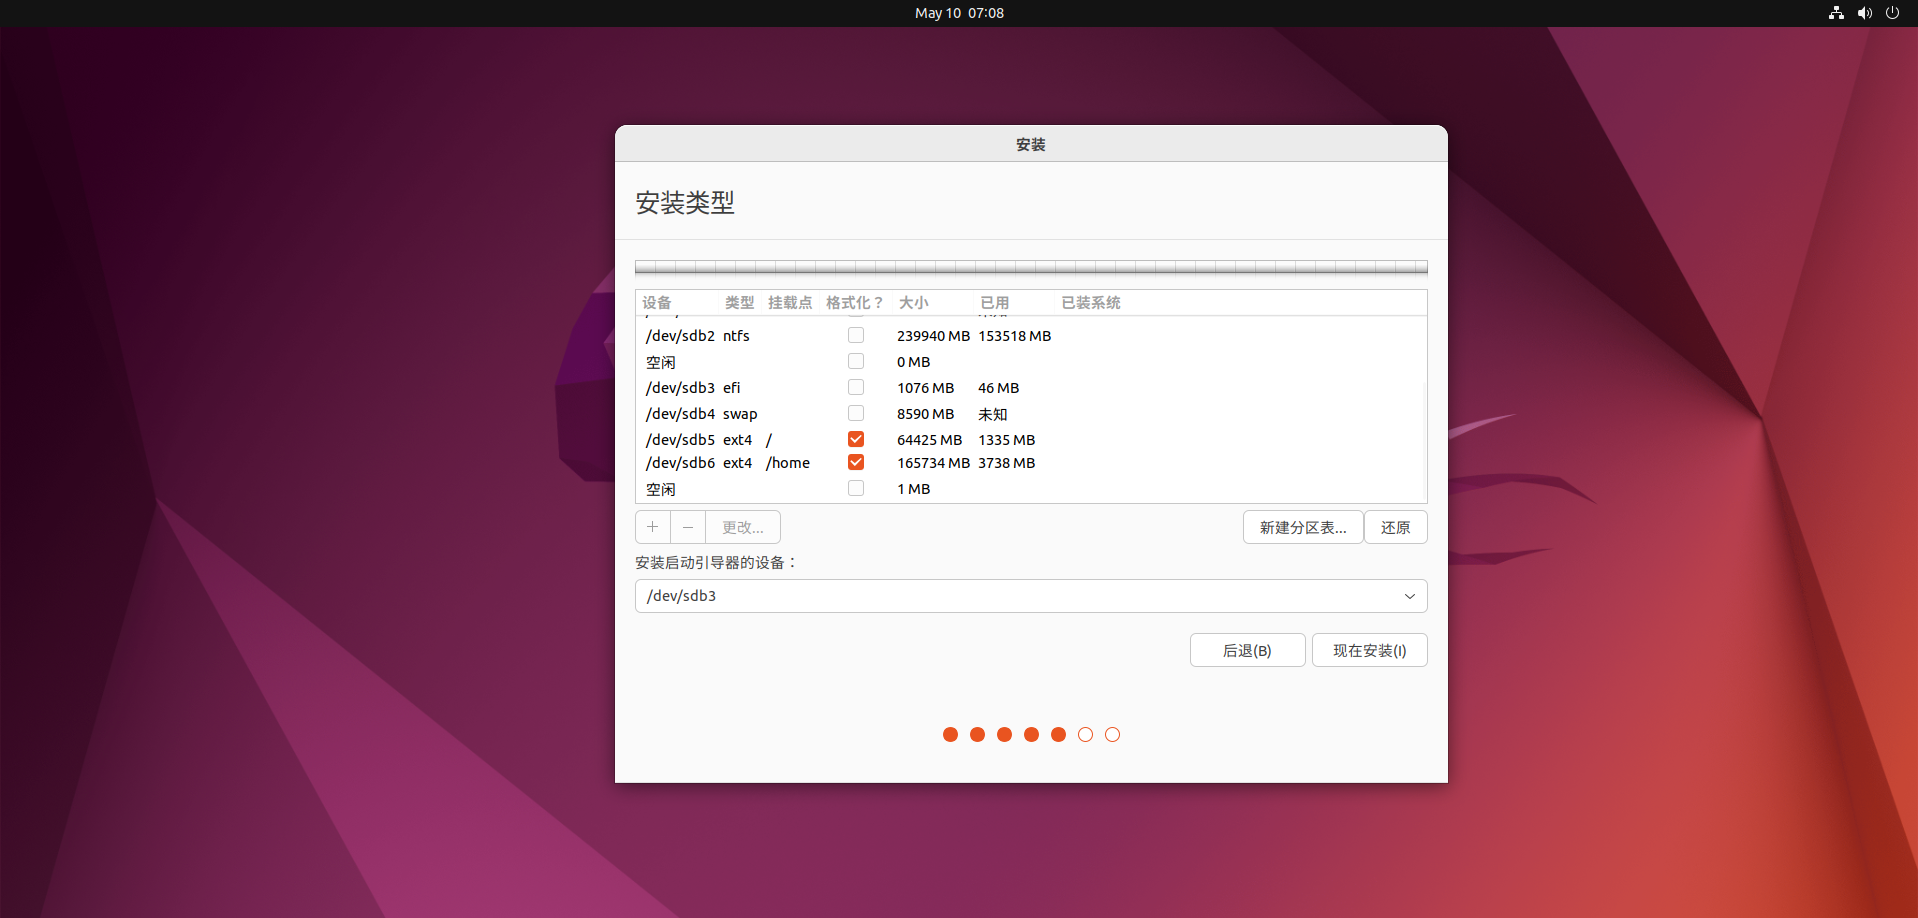 May 10 07:08
安装
安装类型
设备 类型 挂载点 格式化？ 大小 已用 已装系统
/dev/sdb2 ntfs 239940 MB 153518 MB
空闲 0 MB
/dev/sdb3 efi 1076 MB 46 MB
/dev/sdb4 swap 8590 MB 未知
/dev/sdb5 ext4 / 64425 MB 1335 MB
/dev/sdb6 ext4 /home 165734 MB 3738 MB
空闲 1 MB
+ − 更改... 新建分区表... 还原
安装启动引导器的设备：
/dev/sdb3
后退(B) 现在安装(I)